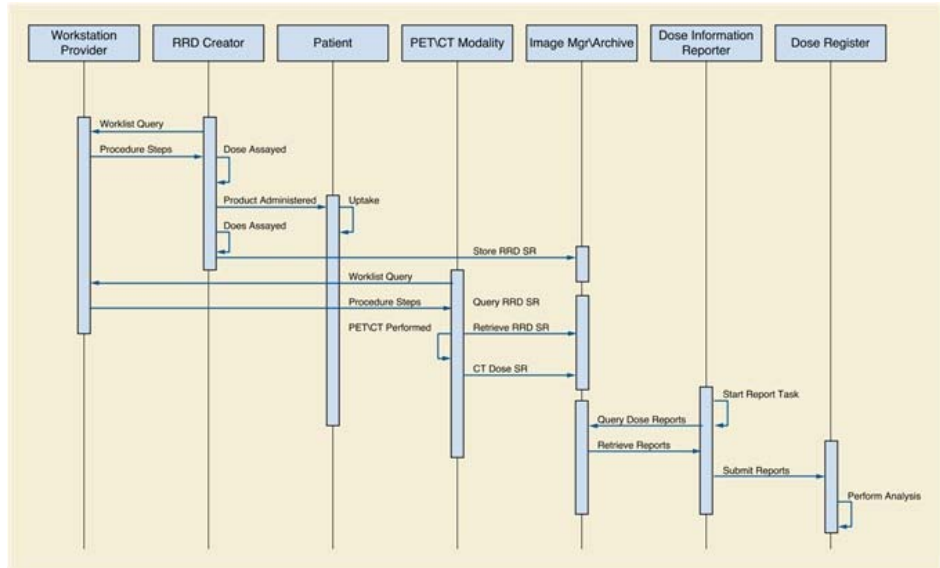 Workstation
Provider
RRD Creator
Patient
PET\CT Modality
Image Mgr\Archive
Dose Information
Reporter
Dose Register
Worklist Query
Procedure Steps
Dose Assayed
Product Administered
Uptake
Does Assayed
Store RRD SR
Worklist Query
Procedure Steps
Query RRD SR
PET\CT Performed
Retrieve RRD SR
CT Dose SR
Start Report Task
Query Dose Reports
Retrieve Reports
Submit Reports
Perform Analysis